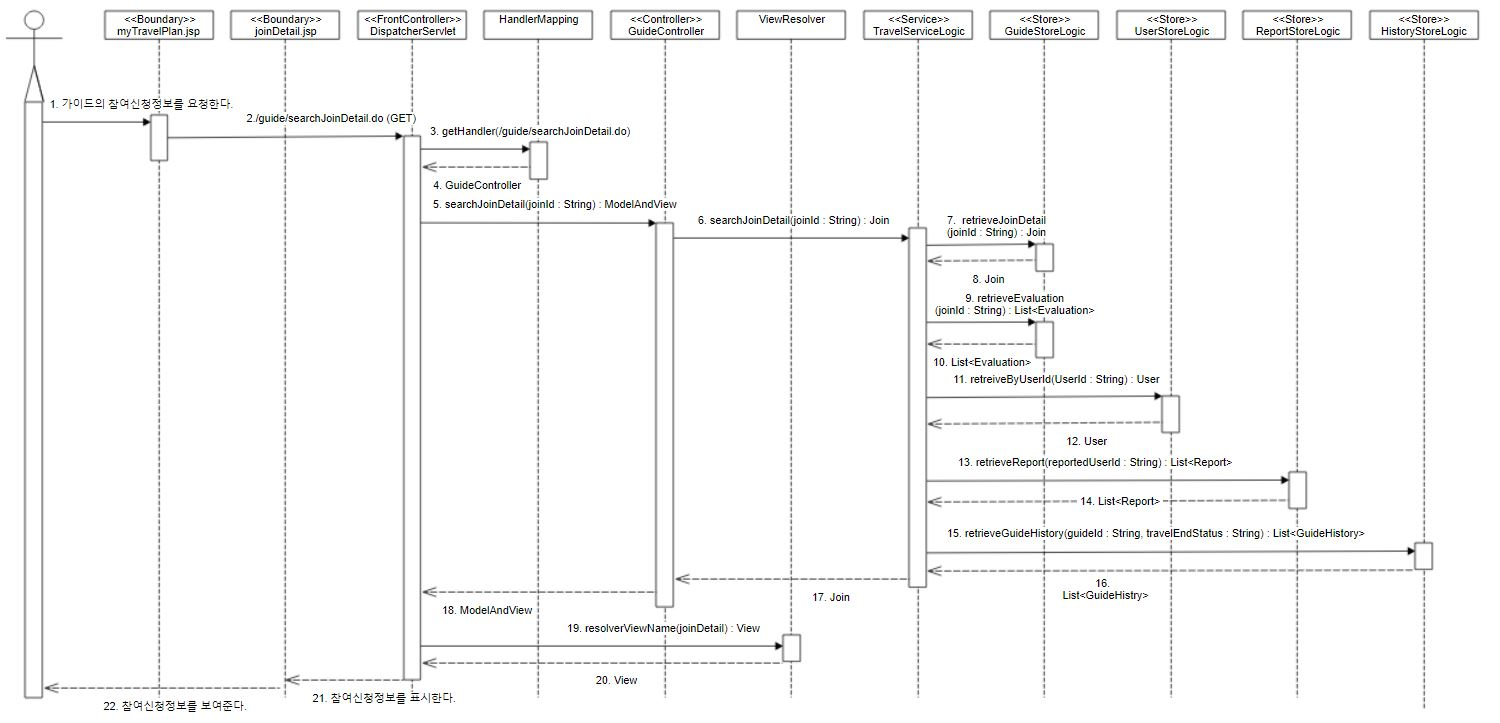 <<Boundary>>
myTravelPlan.jsp
<<Boundary>>
joinDetail.jsp
<<FrontController>>
DispatcherServlet
HandlerMapping
<<Controller>>
GuideController
ViewResolver
<<Service>>
TravelServiceLogic
<<Store>>
GuideStoreLogic
<<Store>>
UserStoreLogic
<<Store>>
ReportStoreLogic
<<Store>>
HistoryStoreLogic
1. 가이드의 참여신청정보를 요청한다.
2./guide/searchJoinDetail.do (GET)
3. getHandler(/guide/searchJoinDetail.do)
4. GuideController
5. searchJoinDetail(joinId : String) : ModelAndView
6. searchJoinDetail(joinId : String) : Join
7. retrieveJoinDetail
(joinId : String) : Join
8. Join
9. retrieveEvaluation
(joinId : String) : List<Evaluation>
10. List<Evaluation>
11. retreiveByUserId(UserId : String) : User
12. User
13. retrieveReport(reportedUserId : String) : List<Report>
14. List<Report>
15. retrieveGuideHistory(guideId : String, travelEndStatus : String) : List<GuideHistory>
16.
List<GuideHistry>
17. Join
18. ModelAndView
19. resolverViewName(joinDetail) : View
20. View
21. 참여신청정보를 표시한다.
22. 참여신청정보를 보여준다.